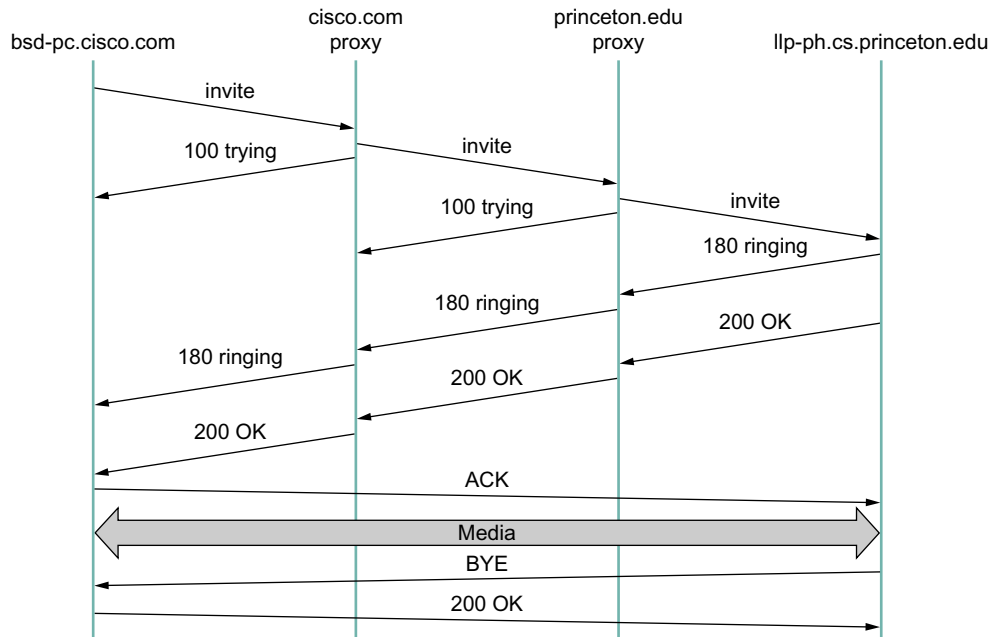 cisco.com
princeton.edu
bsd-pc.cisco.com
proxy
proxy
llp-ph.cs.princeton.edu
invite
100 trying
invite
100 trying
invite
180 ringing
180 ringing
200 OK
180 ringing
200 OK
200 OK
ACK
Media
BYE
200 OK